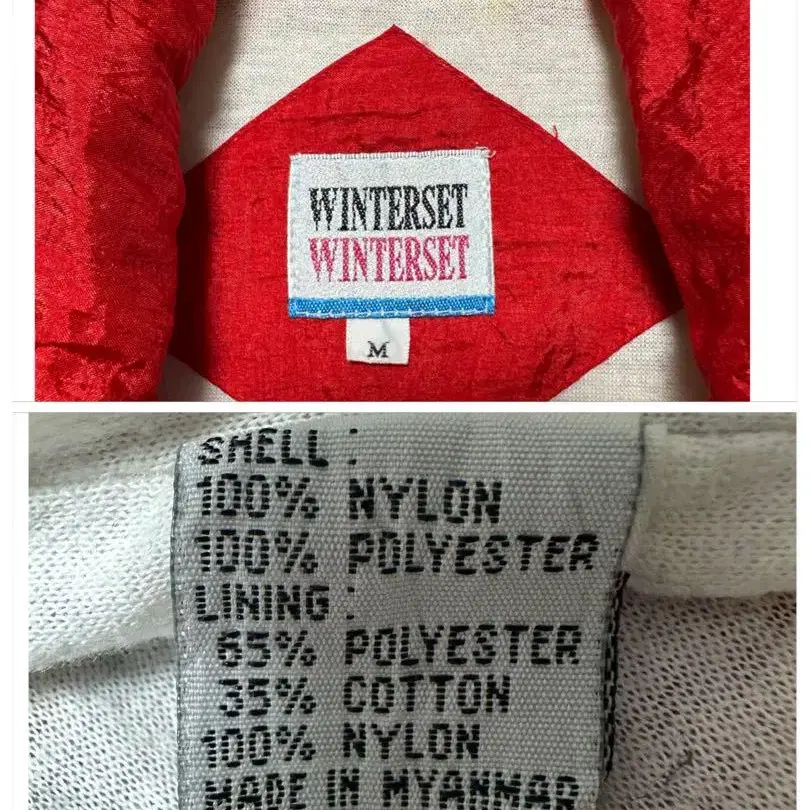 WINTERSET
WINTERSET
M
SHELL :
100% NYLON
100% POLYESTER
LINING :
65% POLYESTER
35% COTTON
100% NYLON
MADE IN MYANMAR